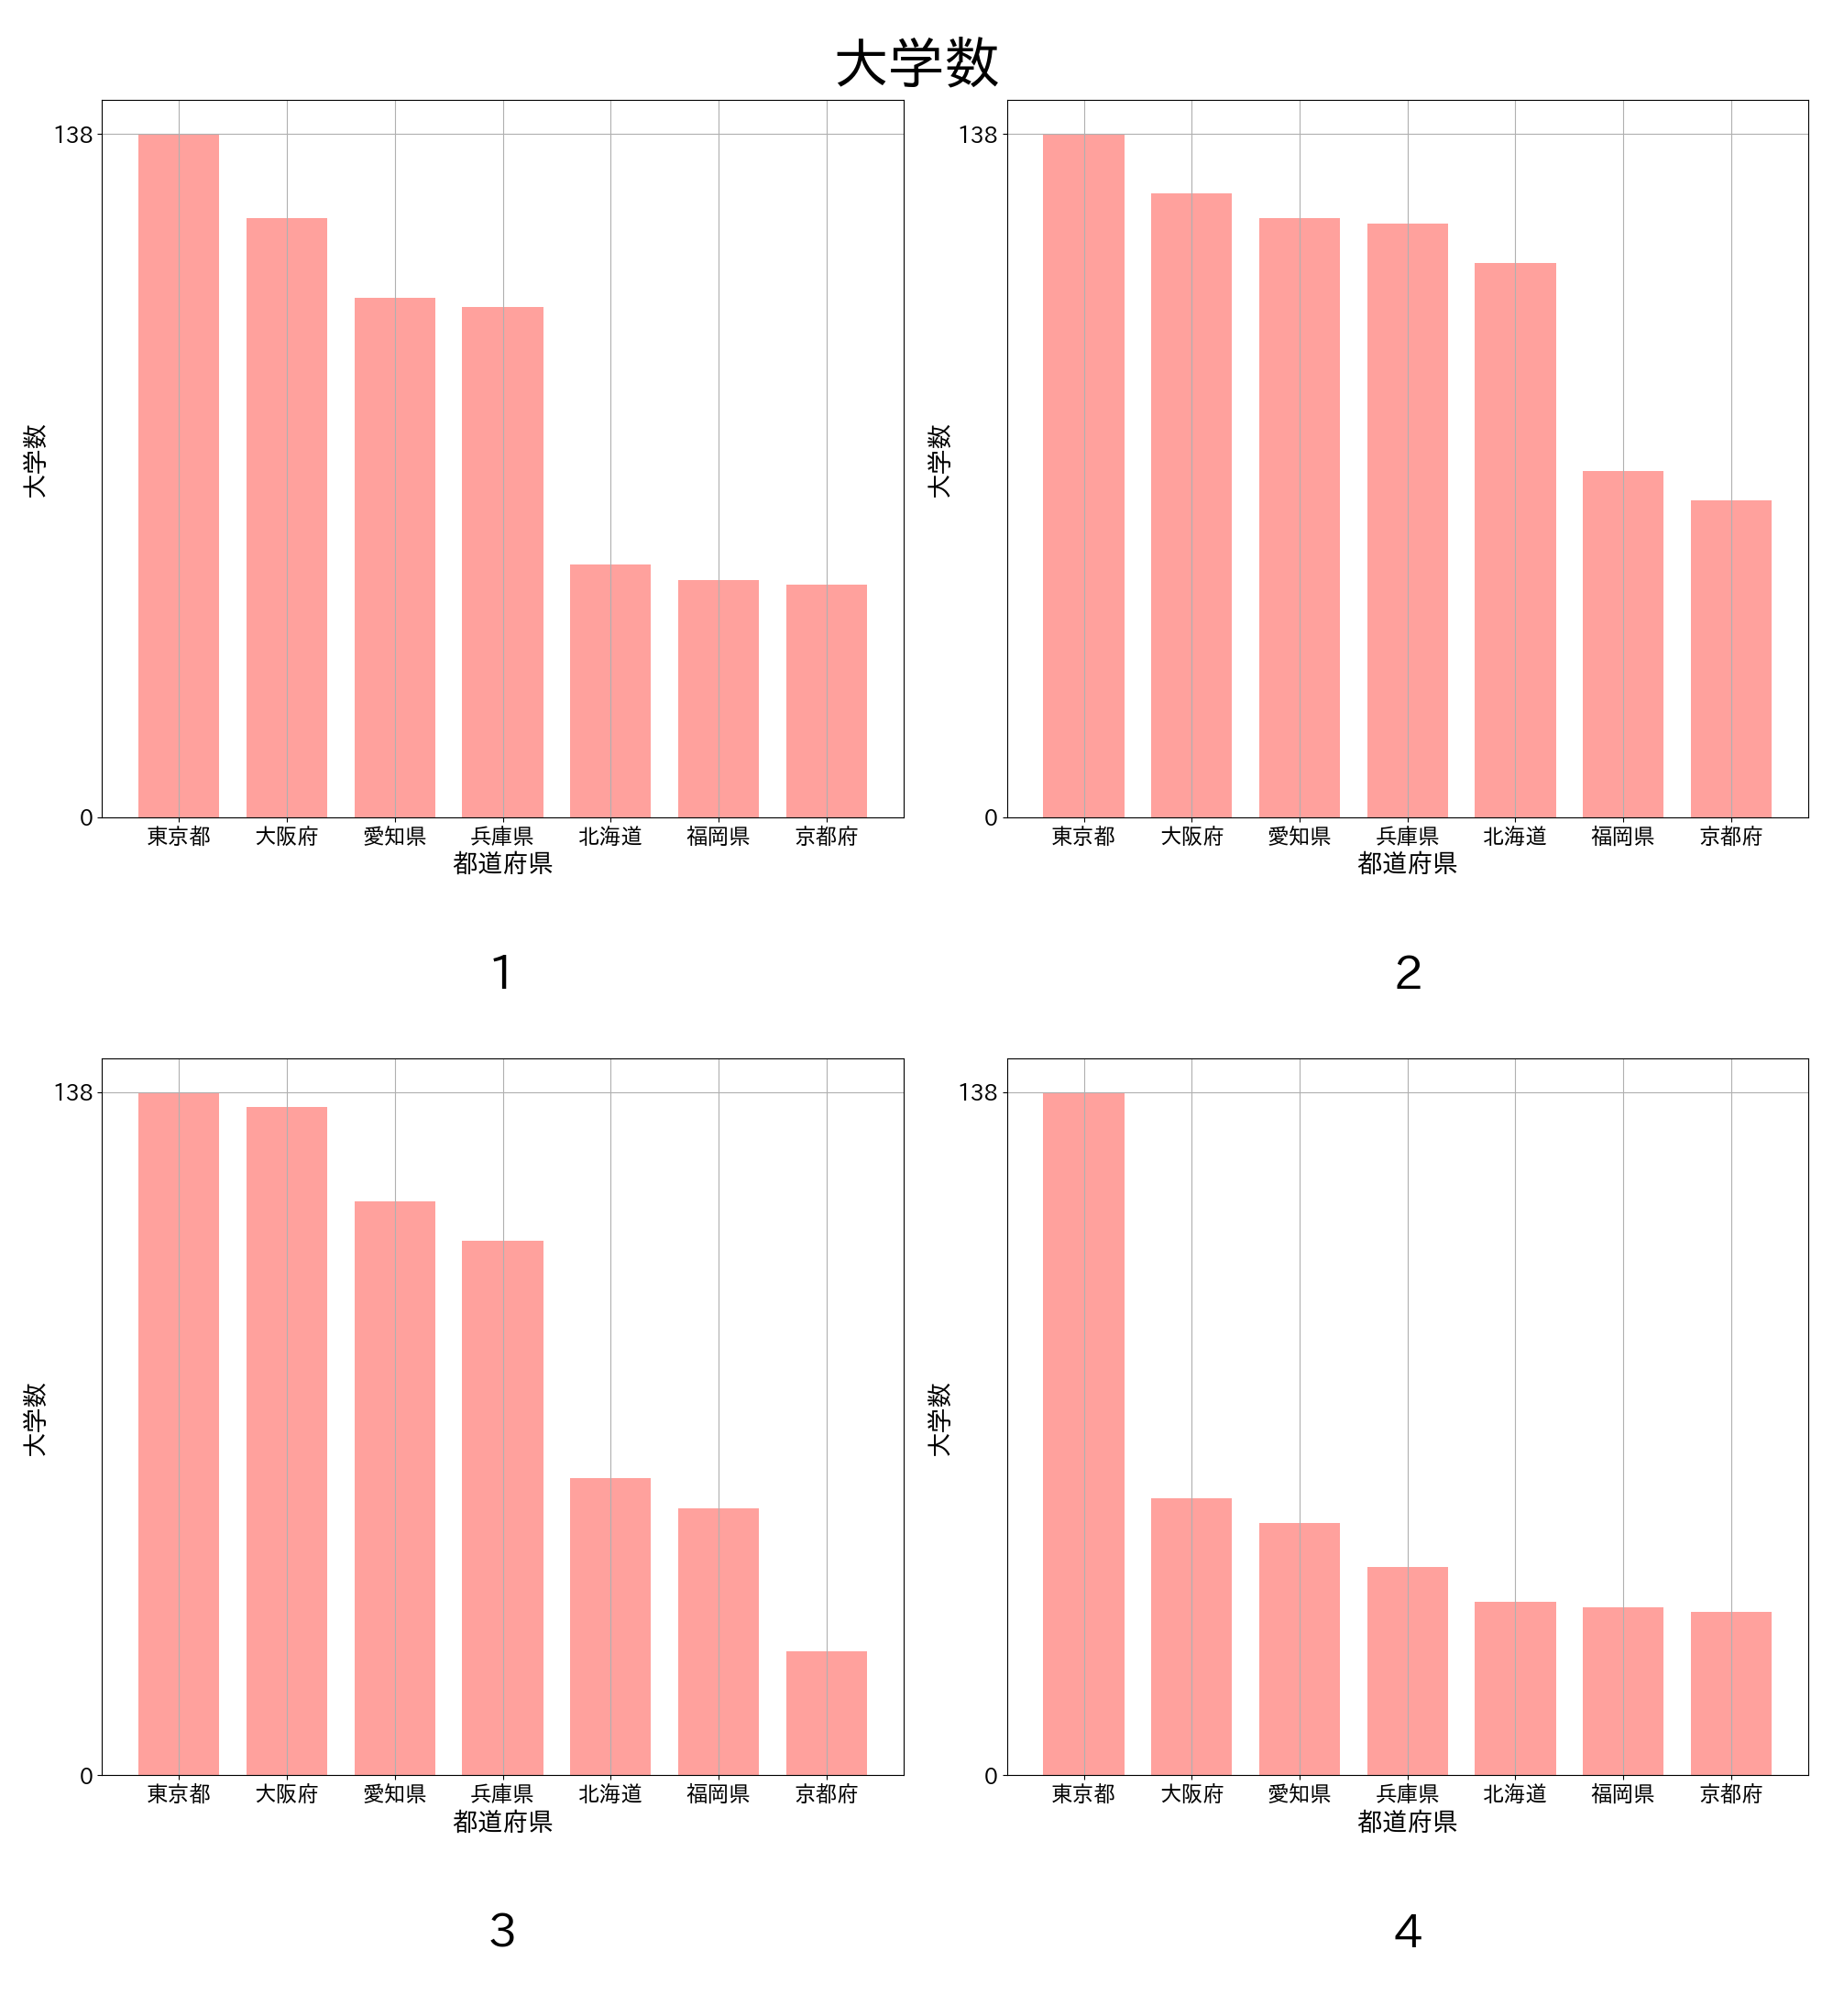 大学数
138
大学数
0
東京都 大阪府 愛知県 兵庫県 北海道 福岡県 京都府
都道府県
1
138
大学数
0
東京都 大阪府 愛知県 兵庫県 北海道 福岡県 京都府
都道府県
2
138
大学数
0
東京都 大阪府 愛知県 兵庫県 北海道 福岡県 京都府
都道府県
3
138
大学数
0
東京都 大阪府 愛知県 兵庫県 北海道 福岡県 京都府
都道府県
4